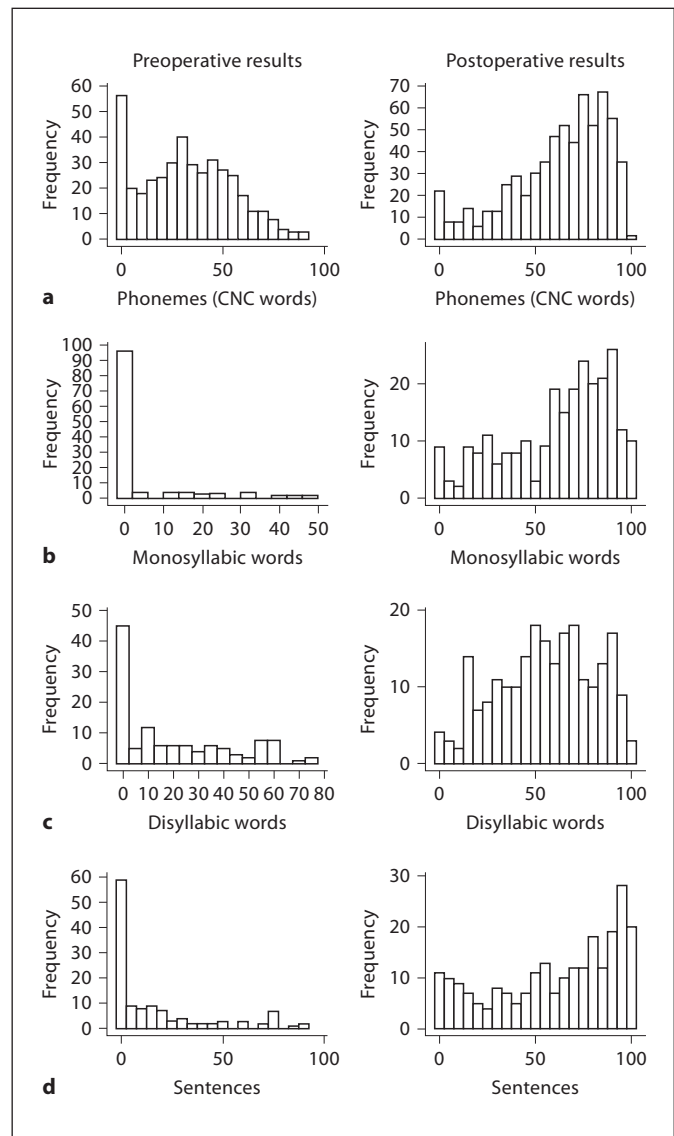 Preoperative results
Postoperative results
Frequency
60
50
40
30
20
10
0
0 50 100
a
Phonemes (CNC words)
Frequency
70
60
50
40
30
20
10
0
0 50 100
Phonemes (CNC words)
Frequency
100
90
80
70
60
50
40
30
20
10
0
0 10 20 30 40 50
b
Monosyllabic words
Frequency
20
10
0
0 50 100
Monosyllabic words
Frequency
50
40
30
20
10
0
0 10 20 30 40 50 60 70 80
c
Disyllabic words
Frequency
20
10
0
0 50 100
Disyllabic words
Frequency
60
50
40
30
20
10
0
0 50 100
d
Sentences
Frequency
30
20
10
0
0 50 100
Sentences